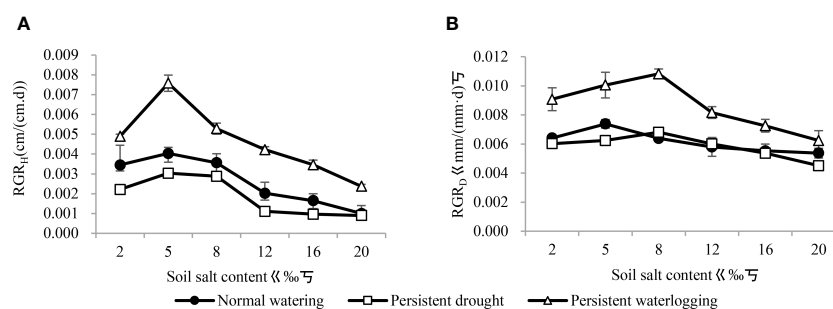 A
0.009
0.008
0.007
0.006
0.005
0.004
0.003
0.002
0.001
0.000
RGRH(cm/(cm.d))
2 5 8 12 16 20
Soil salt content ⟪‰丂
B
0.012
0.010
0.008
0.006
0.004
0.002
0.000
RGRD⟪mm/(mm·d)丂
2 5 8 12 16 20
Soil salt content ⟪‰丂
Normal watering Persistent drought Persistent waterlogging